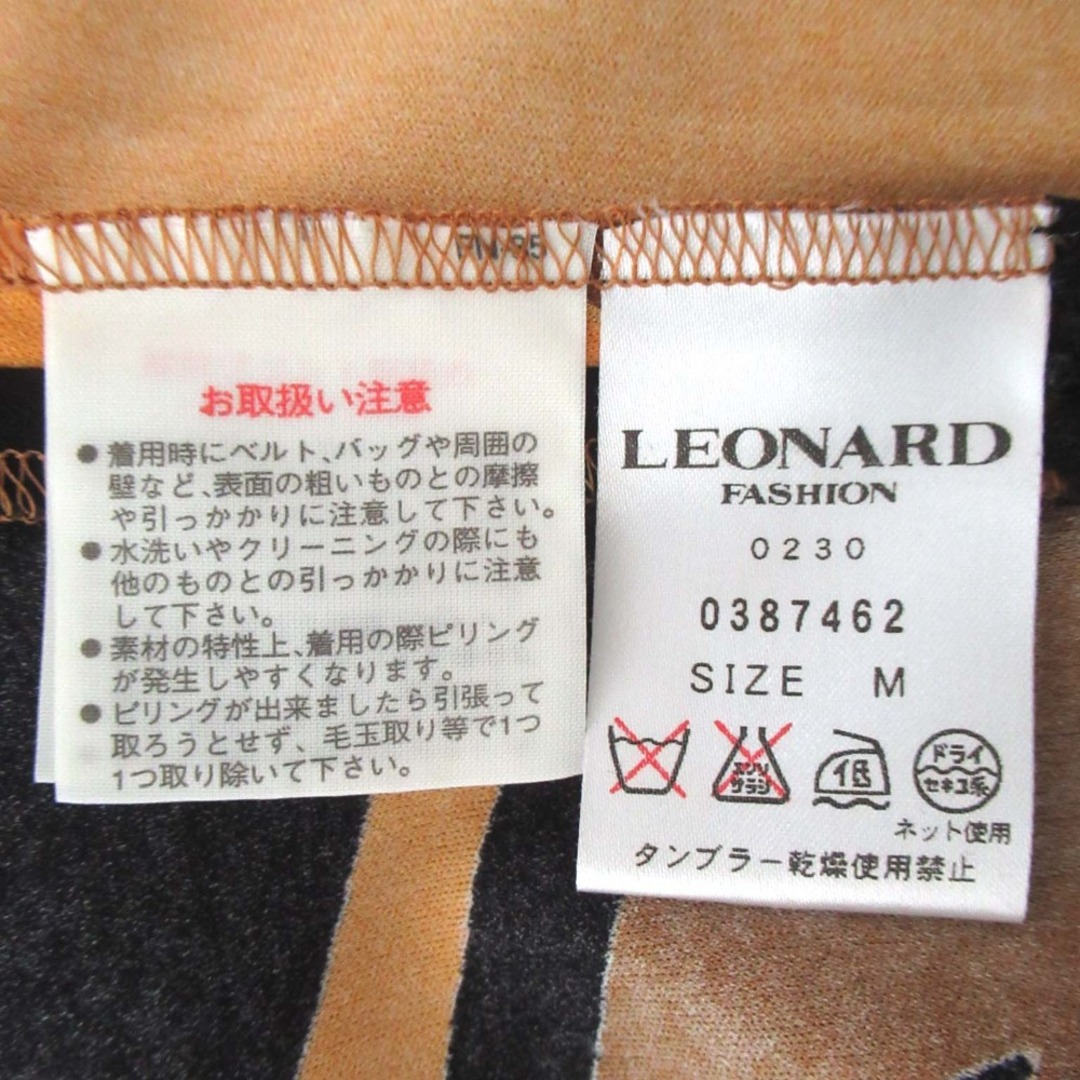 FN-95
お取扱い注意
●着用時にベルト、バッグや周囲の
壁など、表面の粗いものとの摩擦
や引っかかりに注意して下さい。
●水洗いやクリーニングの際にも
他のものとの引っかかりに注意
して下さい。
●素材の特性上、着用の際ピリング
が発生しやすくなります。
●ピリングが出来ましたら引張って
取ろうとせず、毛玉取り等で1つ
1つ取り除いて下さい。
LEONARD
FASHION
0230
0387462
SIZE M
エンソ
サラシ
低
ドライ
セキユ系
ネット使用
タンブラー乾燥使用禁止